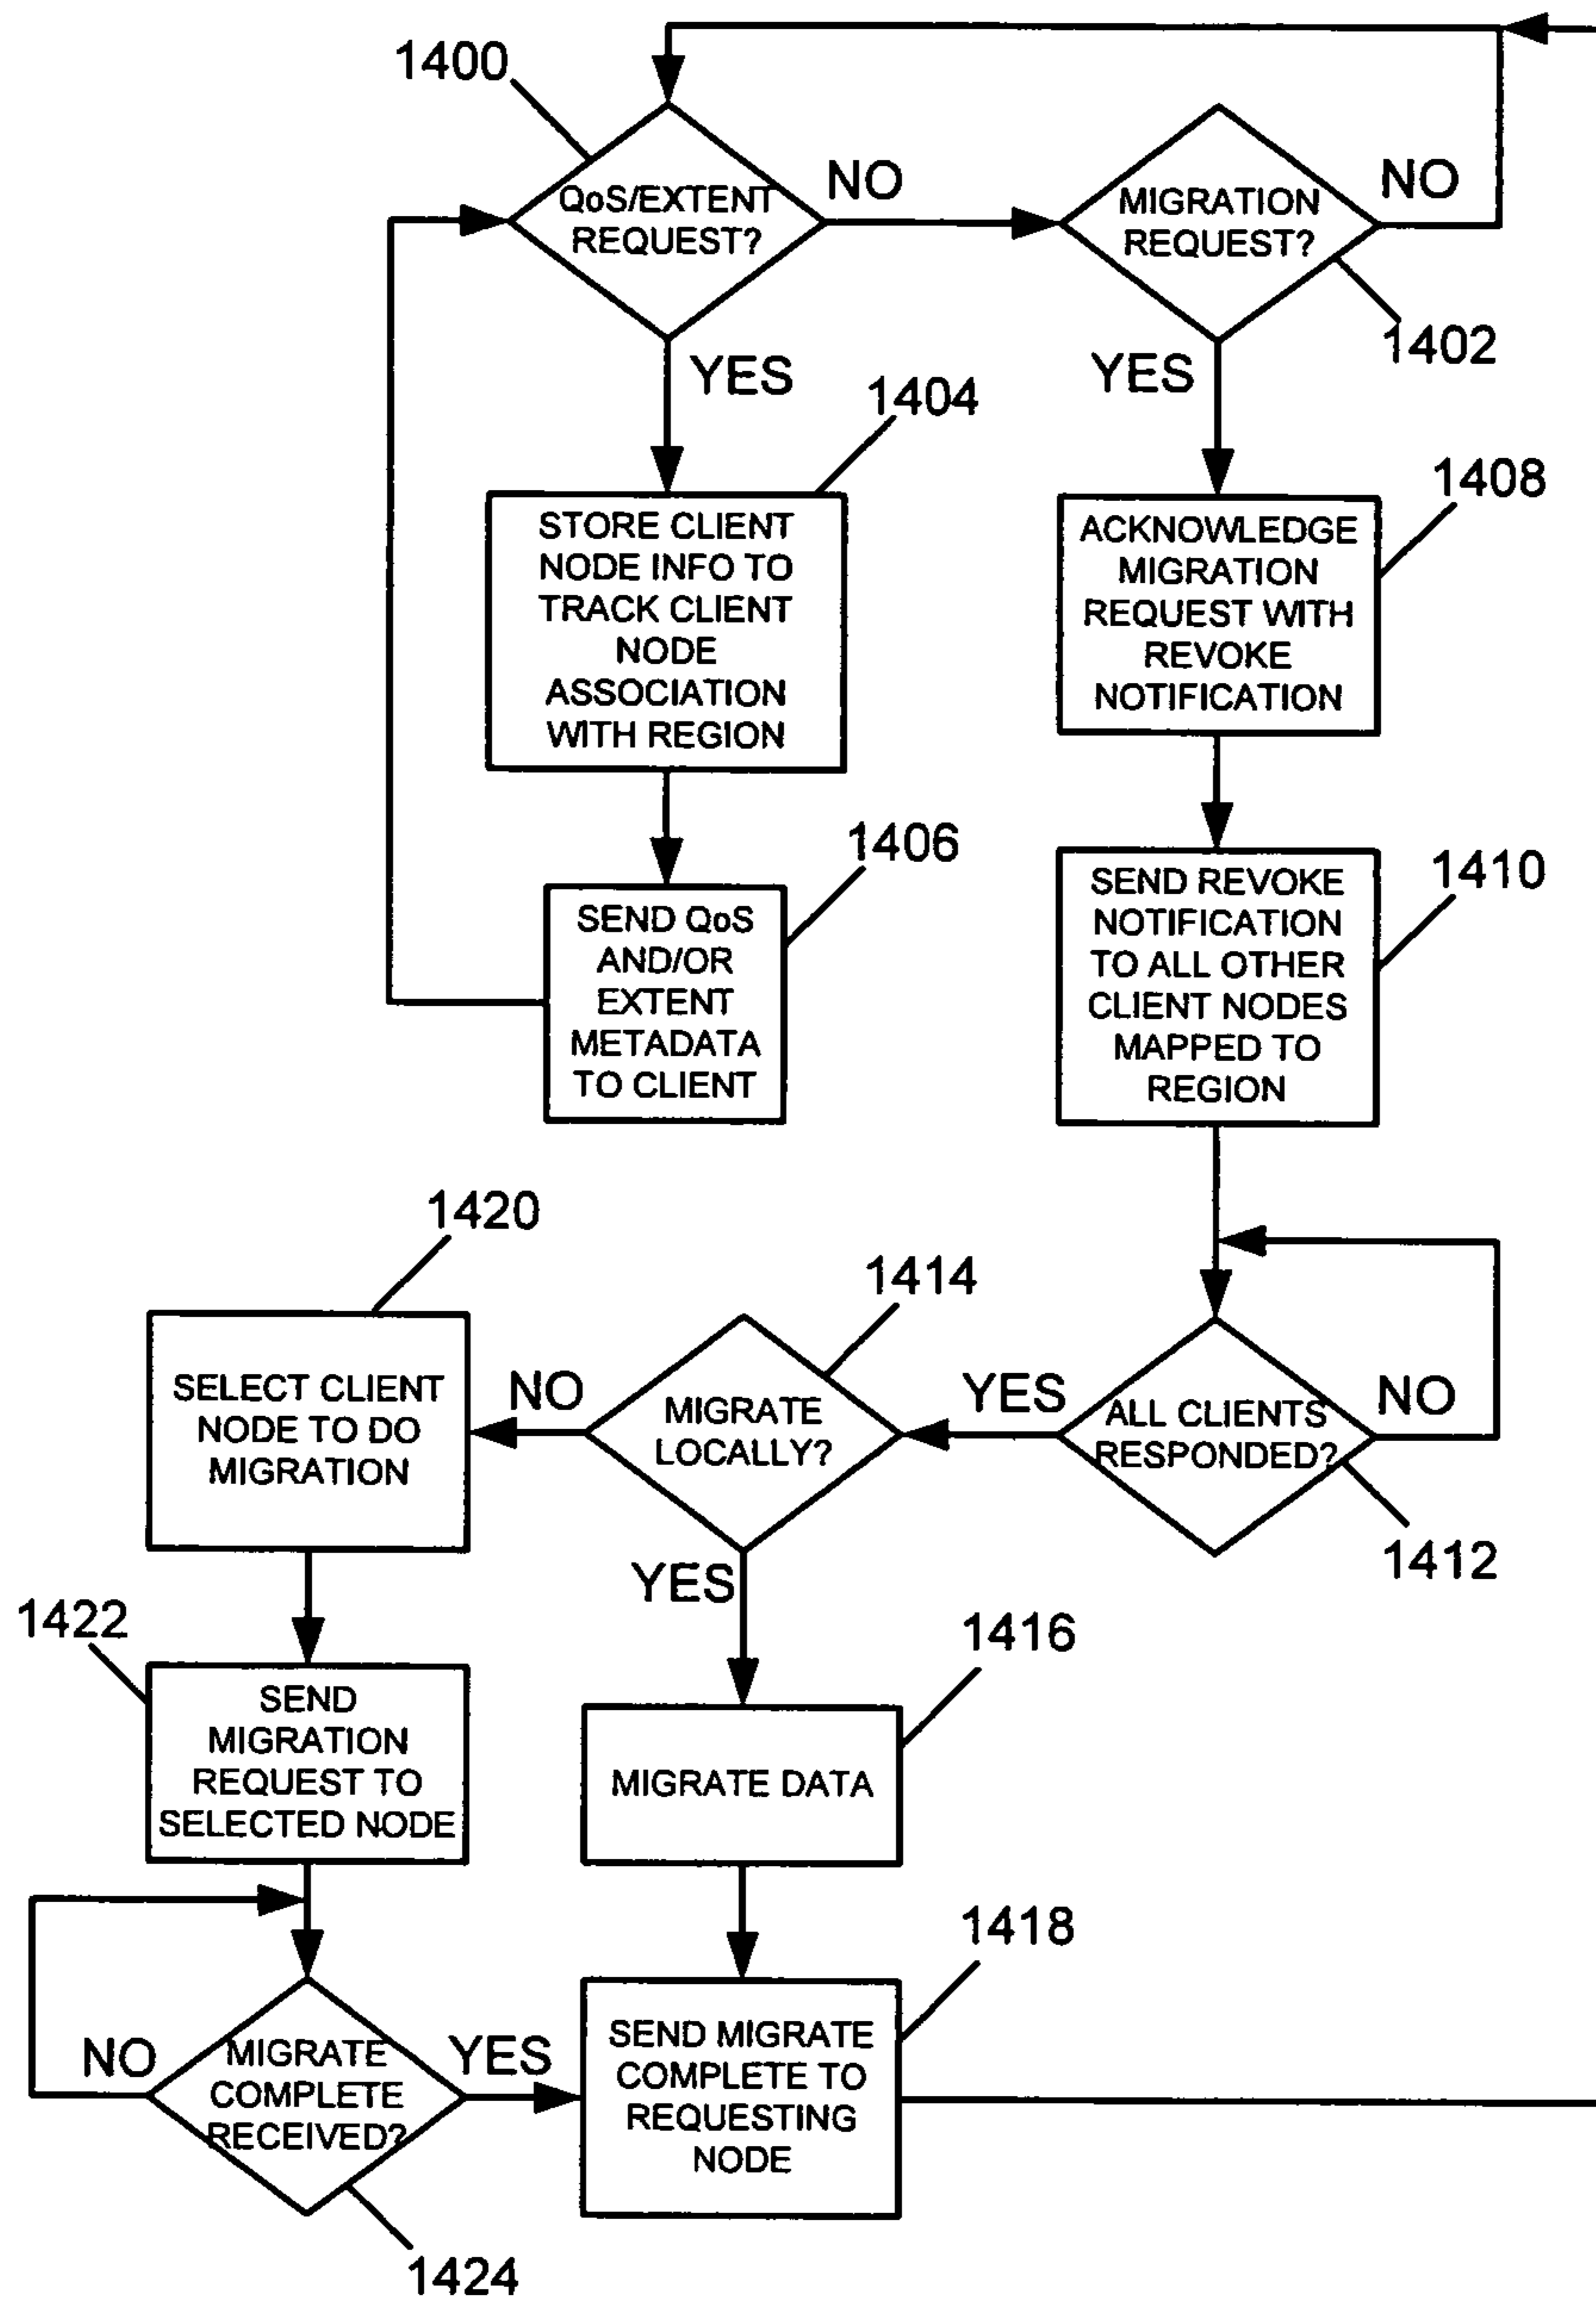 1400
QoS/EXTENT
REQUEST?
NO
MIGRATION
REQUEST?
NO
1402
YES
YES
1404
STORE CLIENT
NODE INFO TO
TRACK CLIENT
NODE
ASSOCIATION
WITH REGION
1408
ACKNOWLEDGE
MIGRATION
REQUEST WITH
REVOKE
NOTIFICATION
1406
SEND QoS
AND/OR
EXTENT
METADATA
TO CLIENT
1410
SEND REVOKE
NOTIFICATION
TO ALL OTHER
CLIENT NODES
MAPPED TO
REGION
1420
SELECT CLIENT
NODE TO DO
MIGRATION
NO
1414
MIGRATE
LOCALLY?
YES
ALL CLIENTS
RESPONDED?
NO
1412
YES
1422
SEND
MIGRATION
REQUEST TO
SELECTED NODE
1416
MIGRATE DATA
1418
NO
MIGRATE
COMPLETE
RECEIVED?
YES
SEND MIGRATE
COMPLETE TO
REQUESTING
NODE
1424